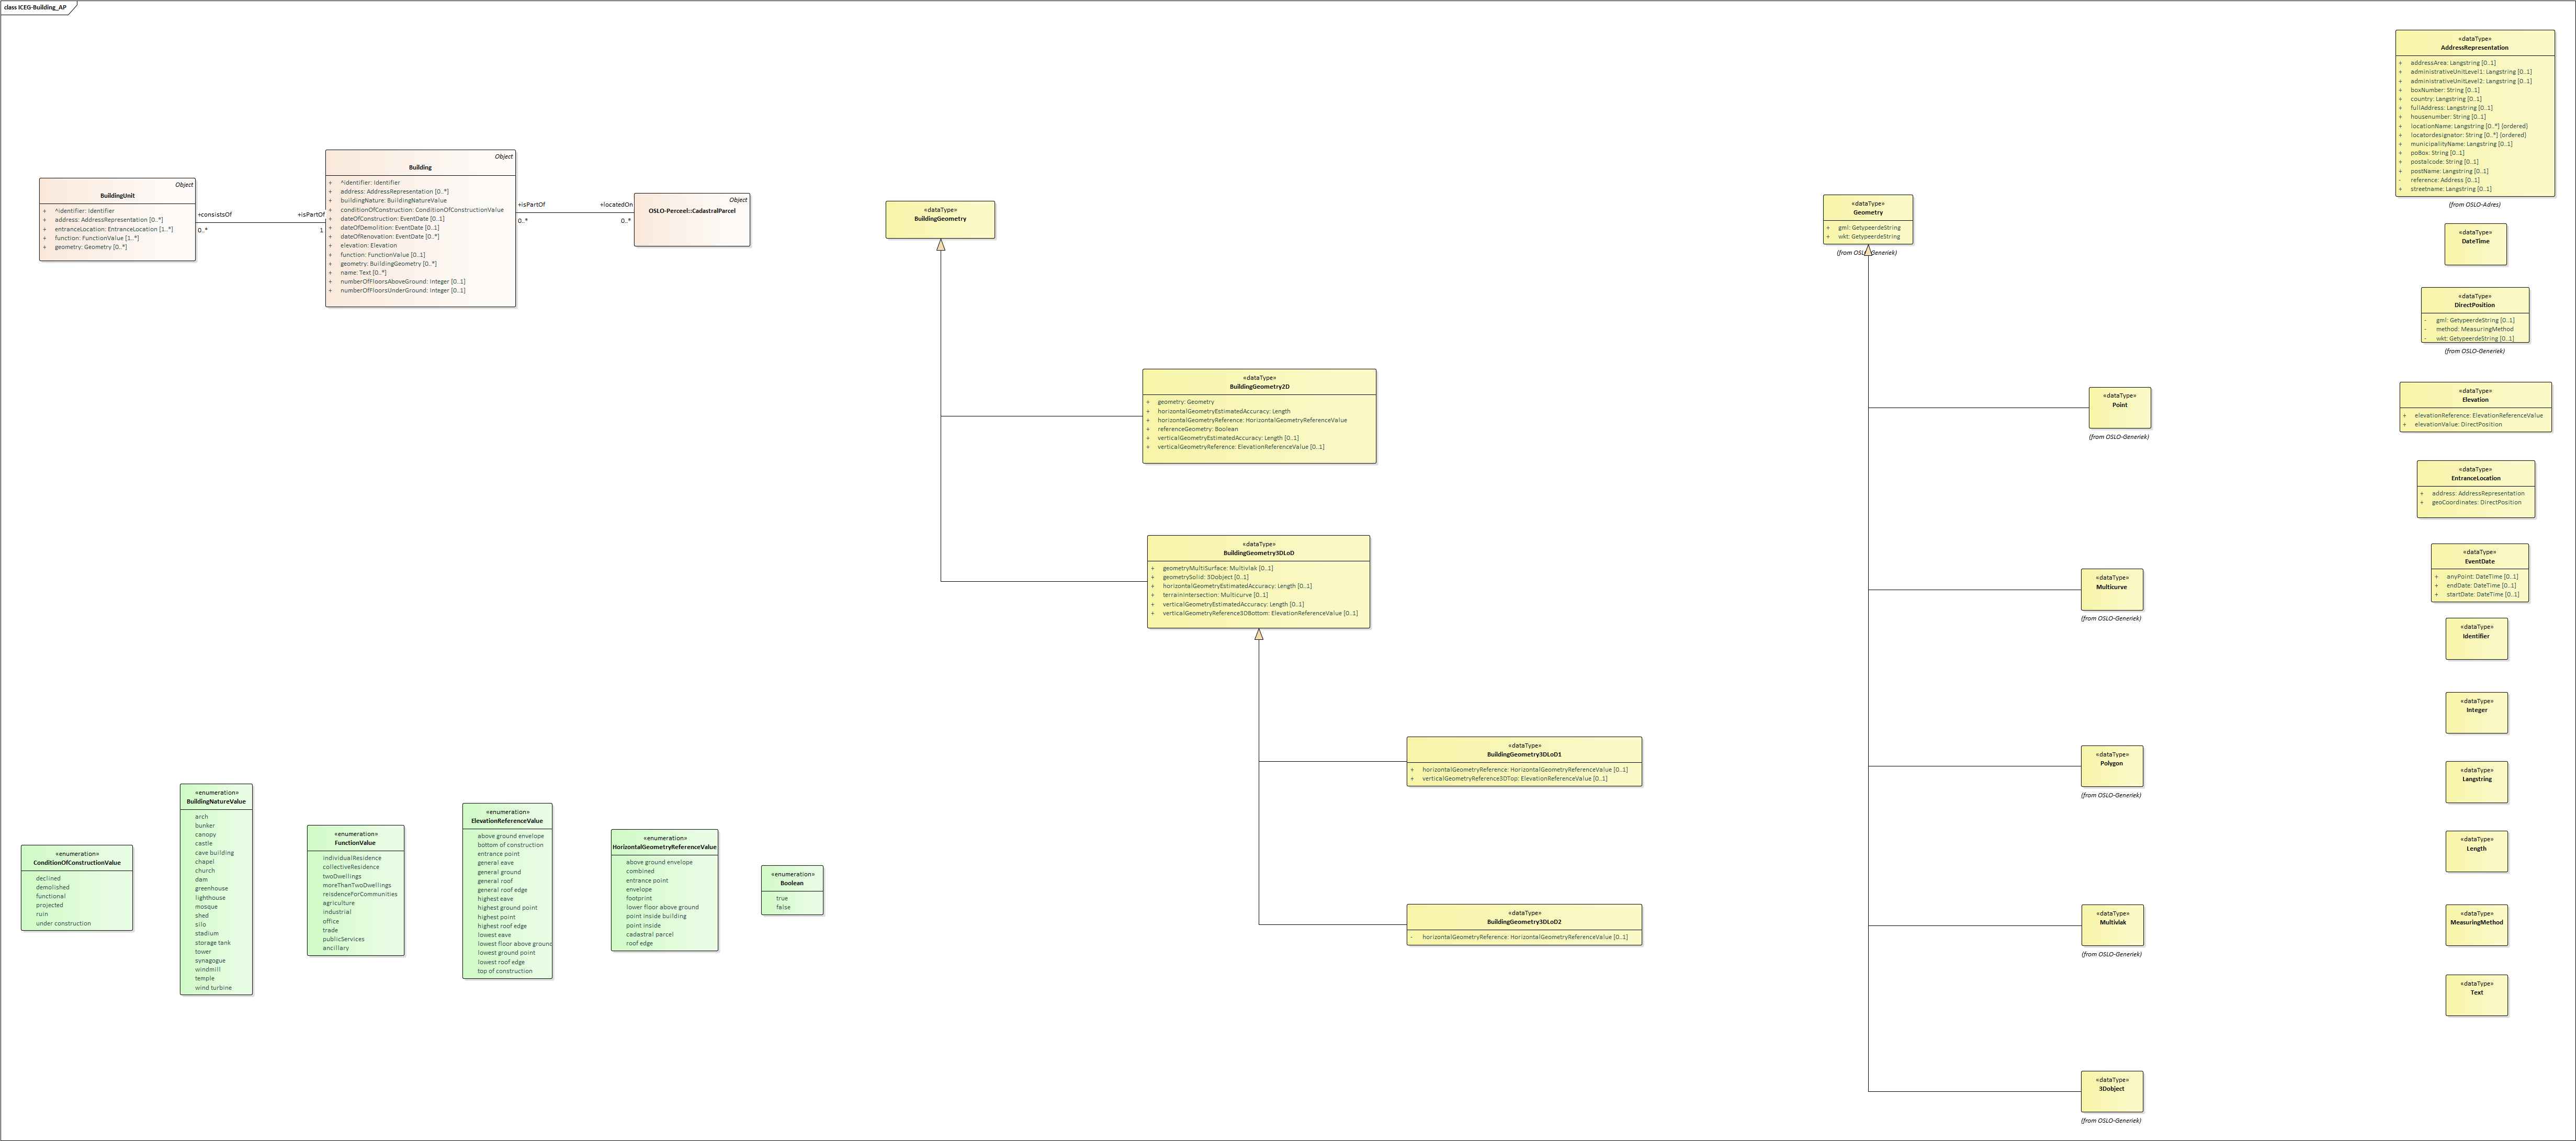 class ICEG-Building_AP
Object
BuildingUnit
+ ^identifier: Identifier
+ address: AddressRepresentation [0..*]
+ entranceLocation: EntranceLocation [1..*]
+ function: FunctionValue [1..*]
+ geometry: Geometry [0..*]
+consistsOf
0..*
+isPartOf
1
Object
Building
+ ^identifier: Identifier
+ address: AddressRepresentation [0..*]
+ buildingNature: BuildingNatureValue
+ conditionOfConstruction: ConditionOfConstructionValue
+ dateOfConstruction: EventDate [0..1]
+ dateOfDemolition: EventDate [0..1]
+ dateOfRenovation: EventDate [0..*]
+ elevation: Elevation
+ function: FunctionValue [0..1]
+ geometry: BuildingGeometry [0..*]
+ name: Text [0..*]
+ numberOfFloorsAboveGround: Integer [0..1]
+ numberOfFloorsUnderGround: Integer [0..1]
+isPartOf
0..*
+locatedOn
0..*
Object
OSLO-Perceel::CadastralParcel
«dataType»
BuildingGeometry
«dataType»
BuildingGeometry2D
+ geometry: Geometry
+ horizontalGeometryEstimatedAccuracy: Length
+ horizontalGeometryReference: HorizontalGeometryReferenceValue
+ referenceGeometry: Boolean
+ verticalGeometryEstimatedAccuracy: Length [0..1]
+ verticalGeometryReference: ElevationReferenceValue [0..1]
«dataType»
BuildingGeometry3DLoD
+ geometryMultiSurface: Multivlak [0..1]
+ geometrySolid: 3Dobject [0..1]
+ horizontalGeometryEstimatedAccuracy: Length [0..1]
+ terrainIntersection: Multicurve [0..1]
+ verticalGeometryEstimatedAccuracy: Length [0..1]
+ verticalGeometryReference3DBottom: ElevationReferenceValue [0..1]
«dataType»
BuildingGeometry3DLoD1
+ horizontalGeometryReference: HorizontalGeometryReferenceValue [0..1]
+ verticalGeometryReference3DTop: ElevationReferenceValue [0..1]
«dataType»
BuildingGeometry3DLoD2
- horizontalGeometryReference: HorizontalGeometryReferenceValue [0..1]
«dataType»
Geometry
+ gml: GetypeerdeString
+ wkt: GetypeerdeString
(from OSLO-Generiek)
«dataType»
Point
(from OSLO-Generiek)
«dataType»
Multicurve
(from OSLO-Generiek)
«dataType»
Polygon
(from OSLO-Generiek)
«dataType»
Multivlak
(from OSLO-Generiek)
«dataType»
3Dobject
(from OSLO-Generiek)
«dataType»
AddressRepresentation
+ addressArea: Langstring [0..1]
+ administrativeUnitLevel1: Langstring [0..1]
+ administrativeUnitLevel2: Langstring [0..1]
+ boxNumber: String [0..1]
+ country: Langstring [0..1]
+ fullAddress: Langstring [0..1]
+ housenumber: String [0..1]
+ locationName: Langstring [0..*] {ordered}
+ locatordesignator: String [0..*] {ordered}
+ municipalityName: Langstring [0..1]
+ poBox: String [0..1]
+ postalcode: String [0..1]
+ postName: Langstring [0..1]
- reference: Address [0..1]
+ streetname: Langstring [0..1]
(from OSLO-Adres)
«dataType»
DateTime
«dataType»
DirectPosition
- gml: GetypeerdeString [0..1]
- method: MeasuringMethod
- wkt: GetypeerdeString [0..1]
(from OSLO-Generiek)
«dataType»
Elevation
+ elevationReference: ElevationReferenceValue
+ elevationValue: DirectPosition
«dataType»
EntranceLocation
+ address: AddressRepresentation
+ geoCoordinates: DirectPosition
«dataType»
EventDate
+ anyPoint: DateTime [0..1]
+ endDate: DateTime [0..1]
+ startDate: DateTime [0..1]
«dataType»
Identifier
«dataType»
Integer
«dataType»
Langstring
«dataType»
Length
«dataType»
MeasuringMethod
«dataType»
Text
«enumeration»
ConditionOfConstructionValue
declined
demolished
functional
projected
ruin
under construction
«enumeration»
BuildingNatureValue
arch
bunker
canopy
castle
cave building
chapel
church
dam
greenhouse
lighthouse
mosque
shed
silo
stadium
storage tank
tower
synagogue
windmill
temple
wind turbine
«enumeration»
FunctionValue
individualResidence
collectiveResidence
twoDwellings
moreThanTwoDwellings
reisdenceForCommunities
agriculture
industrial
office
trade
publicServices
ancillary
«enumeration»
ElevationReferenceValue
above ground envelope
bottom of construction
entrance point
general eave
general ground
general roof
general roof edge
highest eave
highest ground point
highest point
highest roof edge
lowest eave
lowest floor above ground
lowest ground point
lowest roof edge
top of construction
«enumeration»
HorizontalGeometryReferenceValue
above ground envelope
combined
entrance point
envelope
footprint
lower floor above ground
point inside building
point inside
cadastral parcel
roof edge
«enumeration»
Boolean
true
false